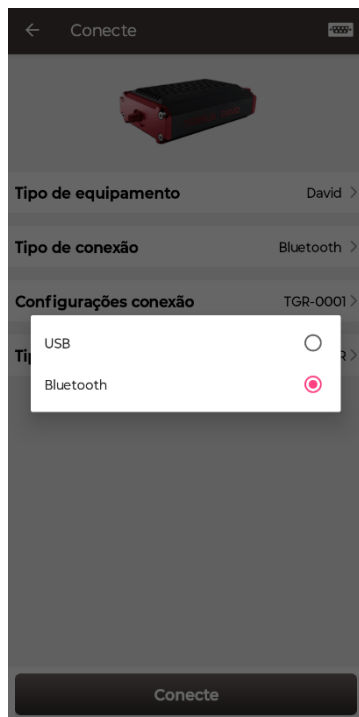 Conecte
Tipo de equipamento David
Tipo de conexão Bluetooth
Configurações conexão TGR-0001
USB
Bluetooth
Conecte